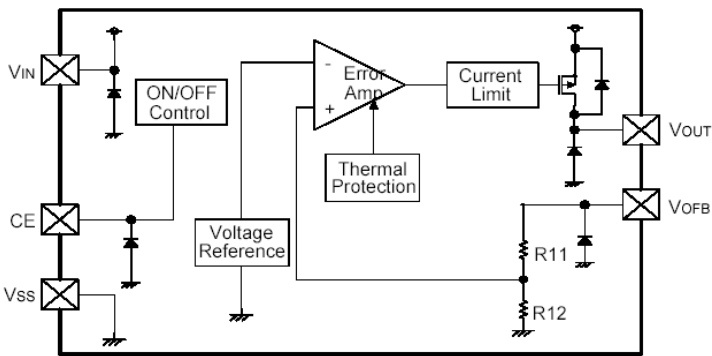 VIN
ON/OFF
Control
-
Error
Amp
+
Current
Limit
VOUT
Thermal
Protection
CE
VOFB
Voltage
Reference
R11
VSS
R12